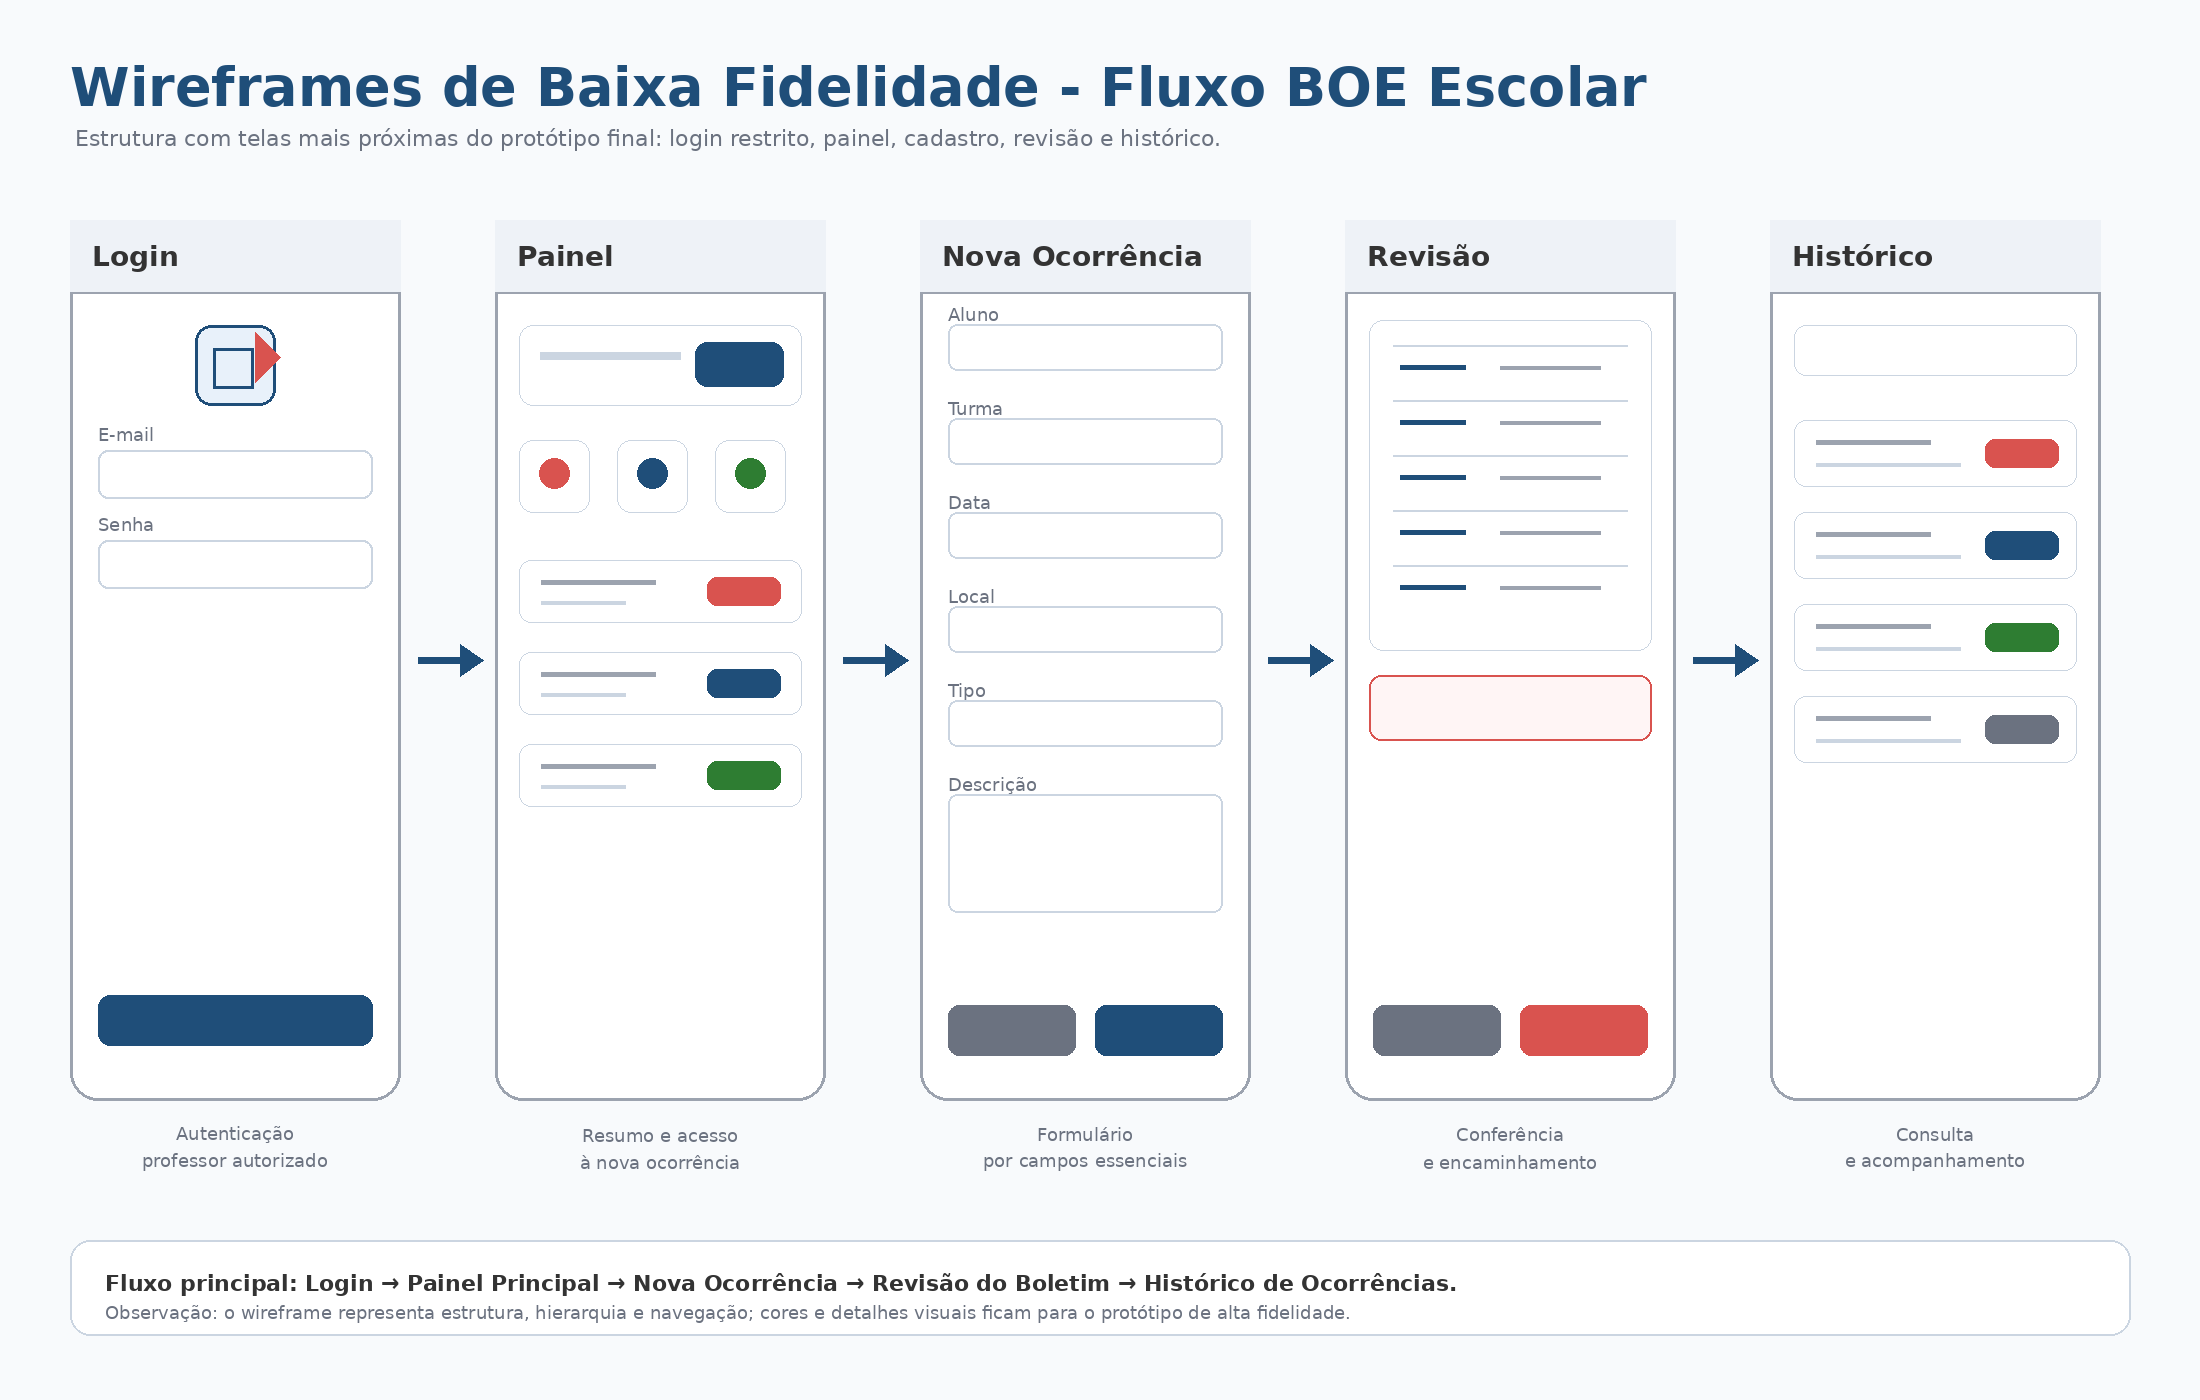 Wireframes de Baixa Fidelidade - Fluxo BOE Escolar
Estrutura com telas mais próximas do protótipo final: login restrito, painel, cadastro, revisão e histórico.
Login
E-mail
Senha
Autenticação
professor autorizado
Painel
Resumo e acesso
à nova ocorrência
Nova Ocorrência
Aluno
Turma
Data
Local
Tipo
Descrição
Formulário
por campos essenciais
Revisão
Conferência
e encaminhamento
Histórico
Consulta
e acompanhamento
Fluxo principal: Login → Painel Principal → Nova Ocorrência → Revisão do Boletim → Histórico de Ocorrências.
Observação: o wireframe representa estrutura, hierarquia e navegação; cores e detalhes visuais ficam para o protótipo de alta fidelidade.